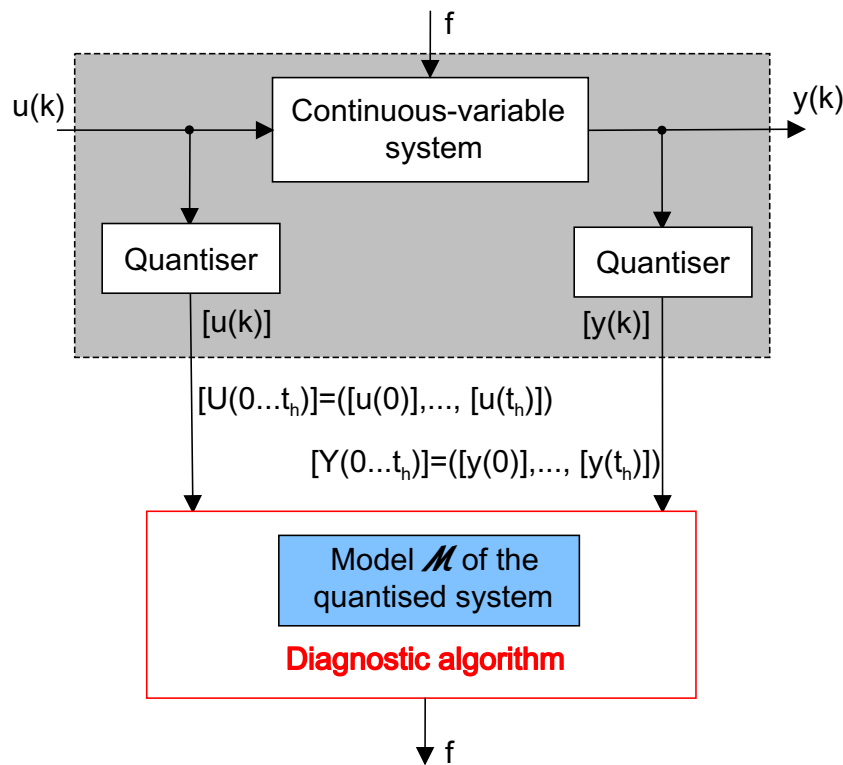 f
u(k)
Continuous-variable
system
y(k)
Quantiser
Quantiser
[u(k)]
[y(k)]
[U(0...tₕ)]=([u(0)],..., [u(tₕ)])
[Y(0...tₕ)]=([y(0)],..., [y(tₕ)])
Model 𝓜 of the
quantised system
Diagnostic algorithm
f